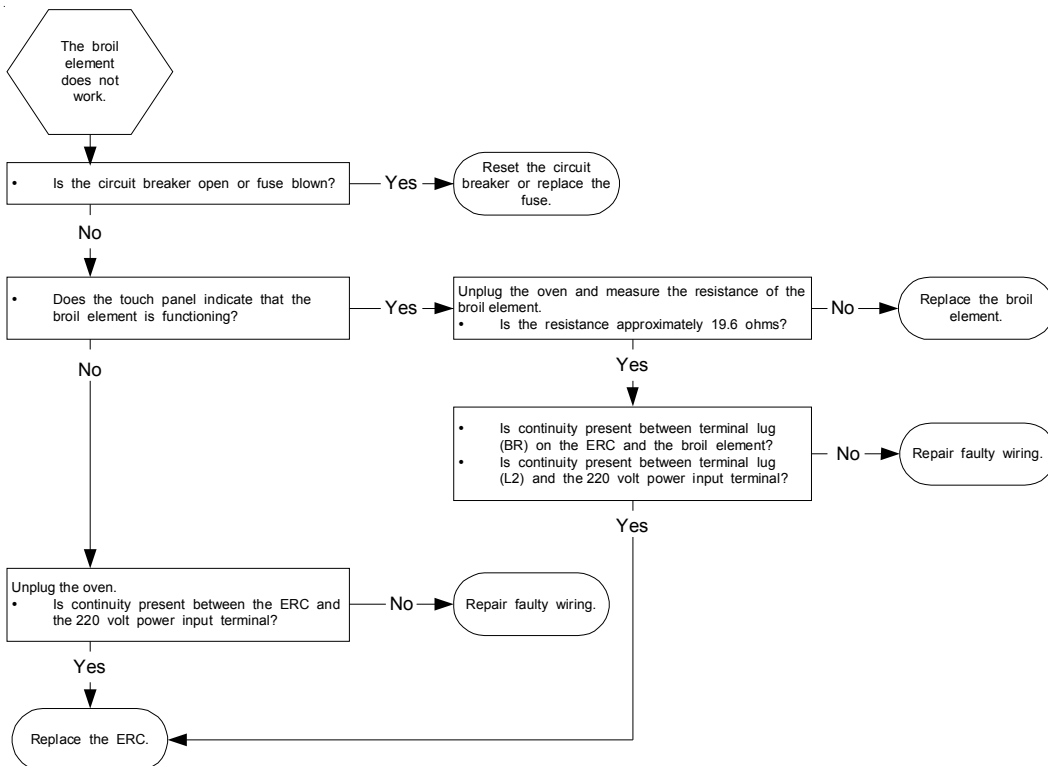 The broil
element
does not
work.
• Is the circuit breaker open or fuse blown?
Yes
Reset the circuit
breaker or replace the
fuse.
No
• Does the touch panel indicate that the
broil element is functioning?
Yes
Unplug the oven and measure the resistance of the
broil element.
• Is the resistance approximately 19.6 ohms?
No
Replace the broil
element.
No
Yes
• Is continuity present between terminal lug
(BR) on the ERC and the broil element?
• Is continuity present between terminal lug
(L2) and the 220 volt power input terminal?
No
Repair faulty wiring.
Yes
Unplug the oven.
• Is continuity present between the ERC and
the 220 volt power input terminal?
No
Repair faulty wiring.
Yes
Replace the ERC.